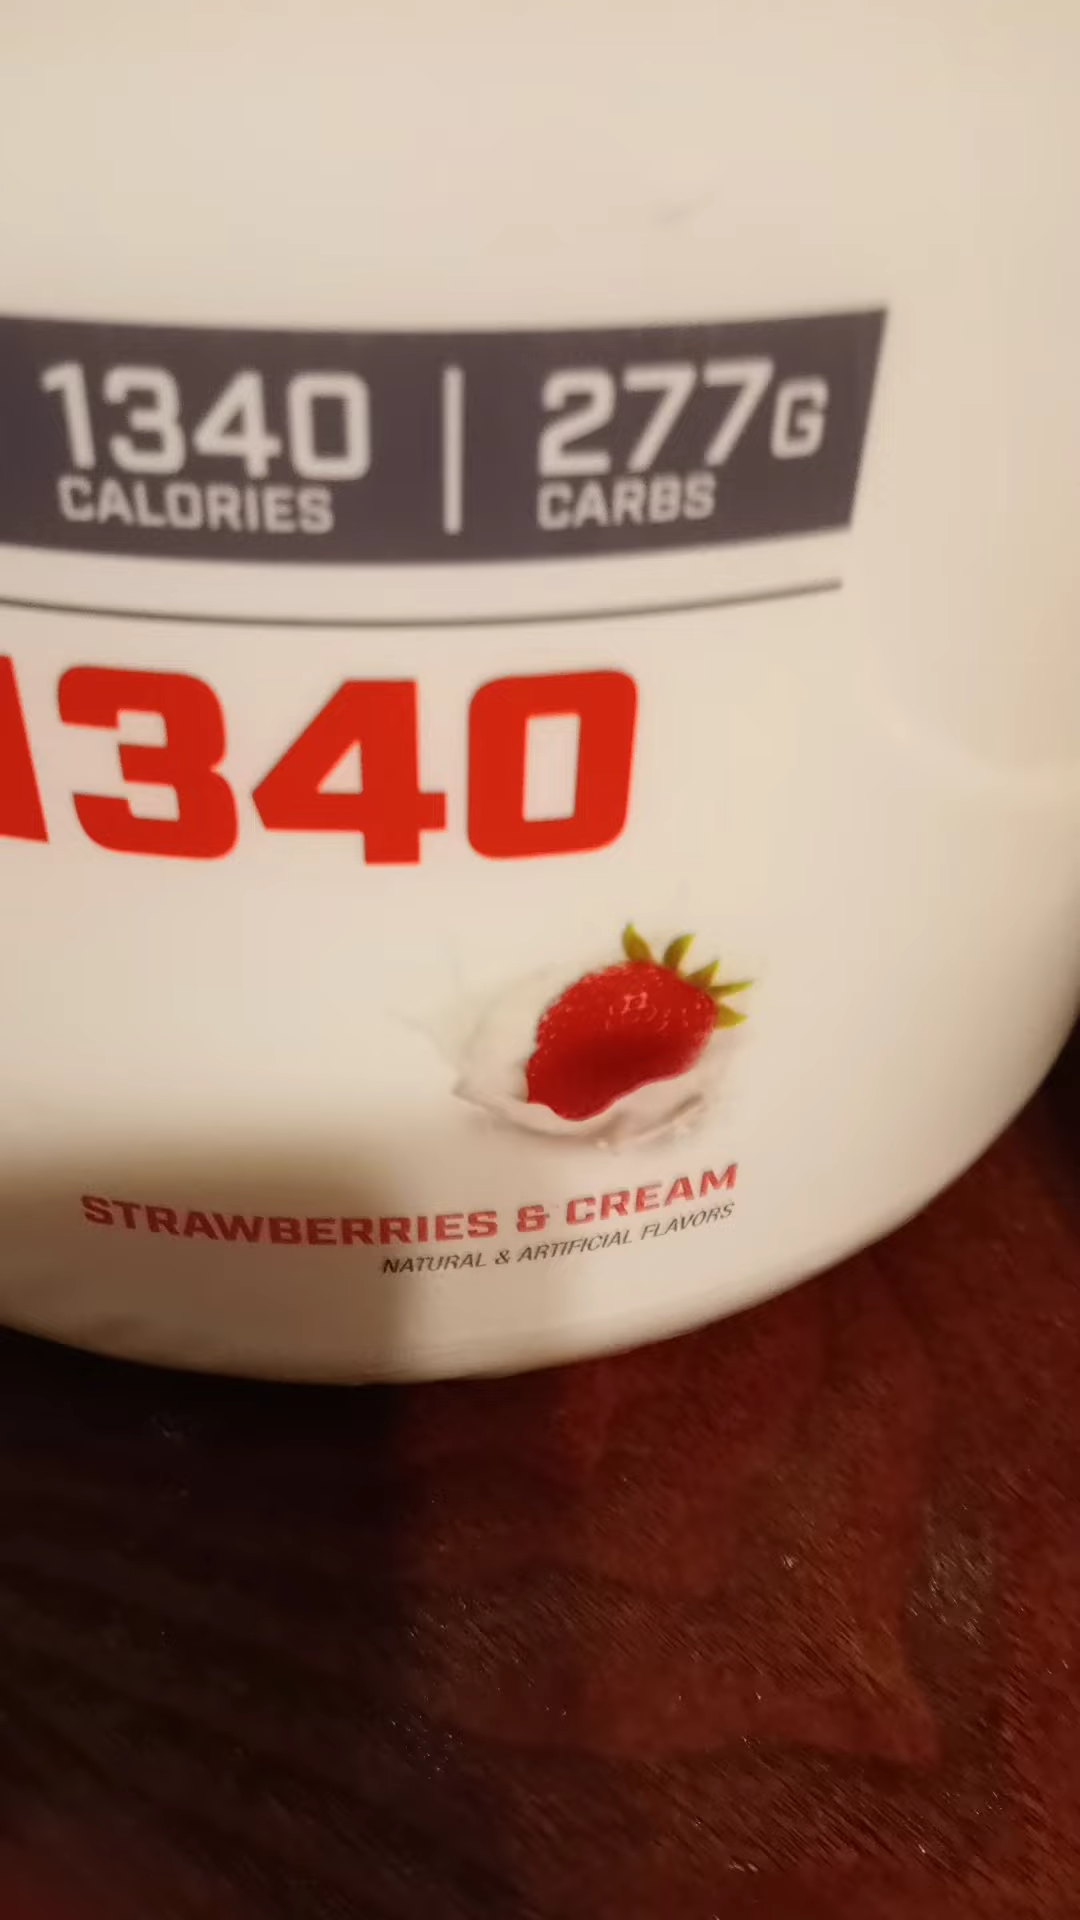 1340 | 277G
CALORIES CARBS
1340
STRAWBERRIES & CREAM
NATURAL & ARTIFICIAL FLAVORS